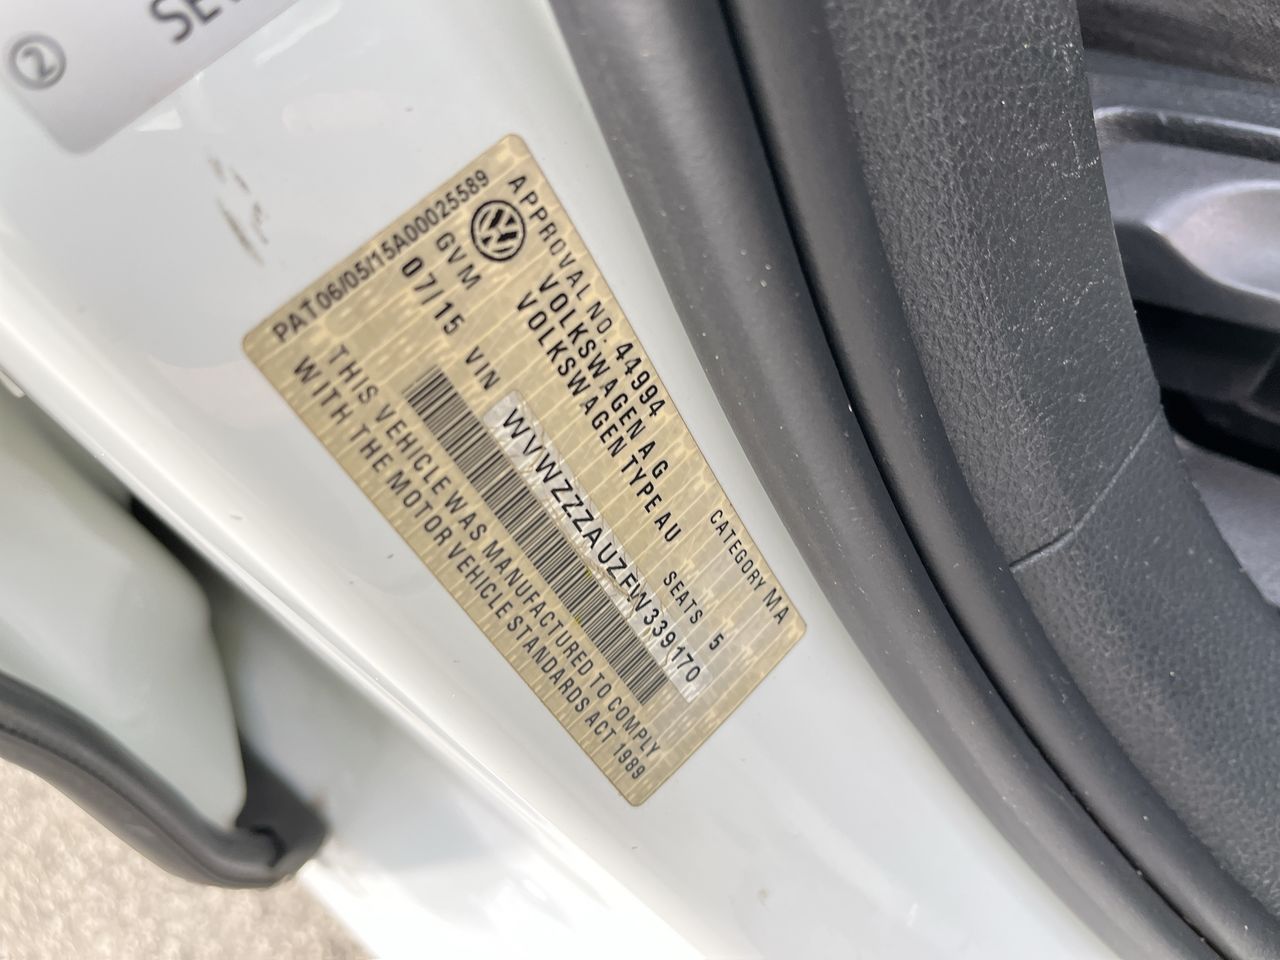 ②
APPROVAL NO. 44994
CATEGORY MA
VOLKSWAGEN AG
VOLKSWAGEN TYPE AU
SEATS 5
GVM
07/15
VIN
WVWZZZAUZFW339170
THIS VEHICLE WAS MANUFACTURED TO COMPLY
WITH THE MOTOR VEHICLE STANDARDS ACT 1989
PAT06/05/15A00025589